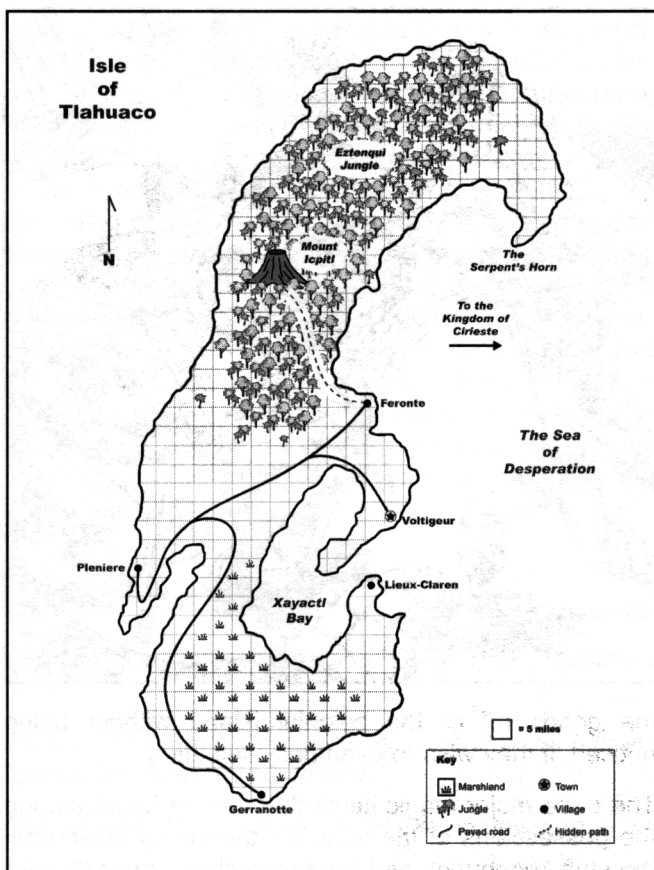 Isle
of
Tlahuaco
N
Eztenqui
Jungle
Mount
Icpitl
The
Serpent's Horn
To the
Kingdom of
Cirieste
Feronte
The Sea
of
Desperation
Voltigeur
Pleniere
Lieux-Claren
Xayactl
Bay
Gerranotte
= 5 miles
Key
Marshland
Town
Jungle
Village
Paved road
Hidden path